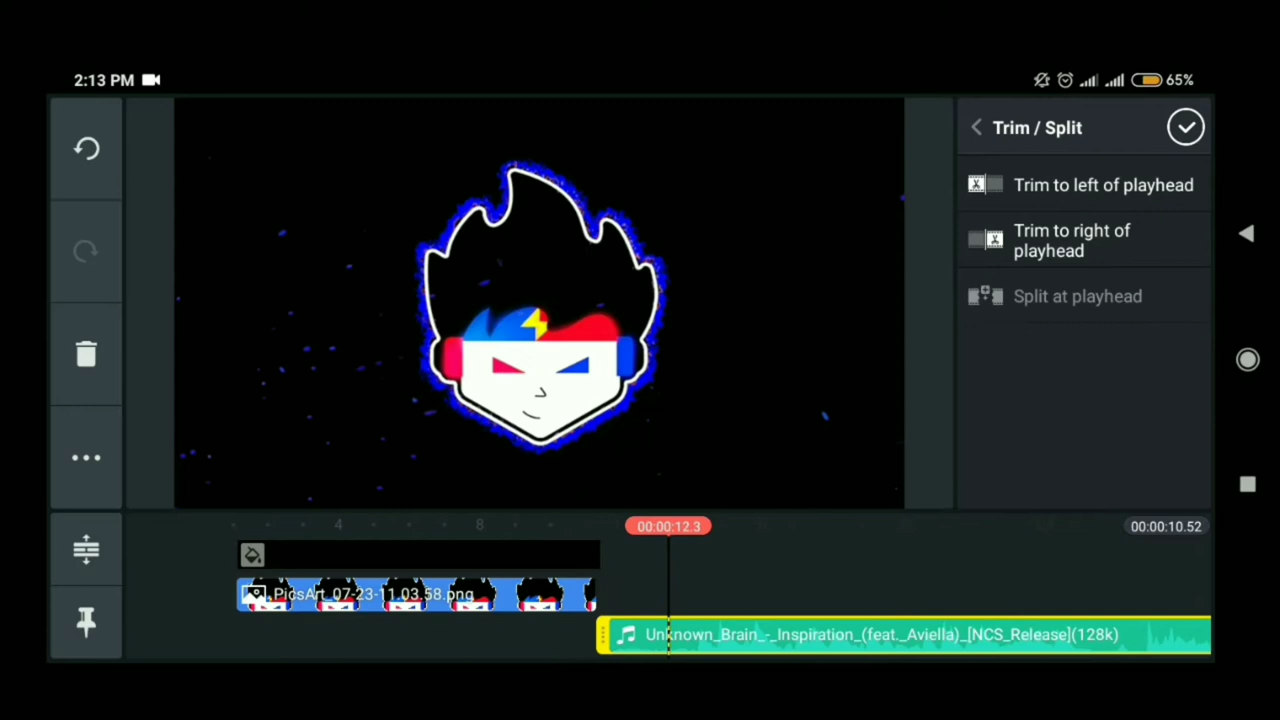 2:13 PM
65%
Trim / Split
Trim to left of playhead
Trim to right of
playhead
Split at playhead
4
8
00:00:12.3
00:00:10.52
PicsArt_07-23-11.03.58.png
Unknown_Brain_-_Inspiration_(feat._Aviella)_[NCS_Release](128k)